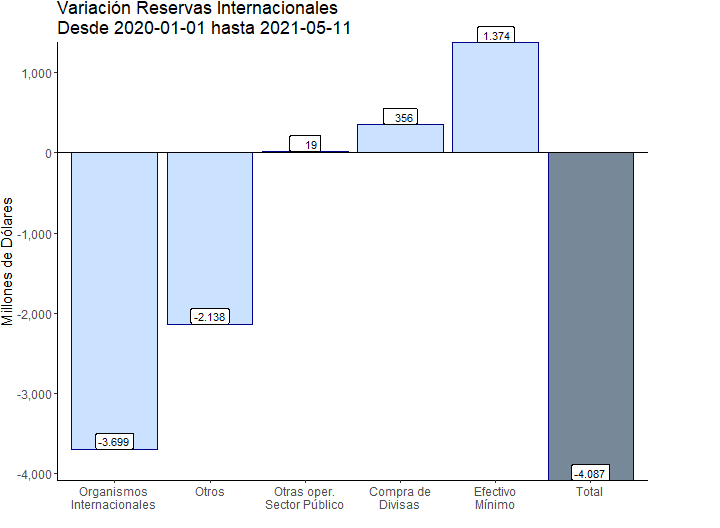 Variación Reservas Internacionales
Desde 2020-01-01 hasta 2021-05-11
Millones de Dólares
1,000
0
-1,000
-2,000
-3,000
-4,000
-3.699
-2.138
19
356
1.374
-4.087
Organismos
Internacionales
Otros
Otras oper.
Sector Público
Compra de
Divisas
Efectivo
Mínimo
Total